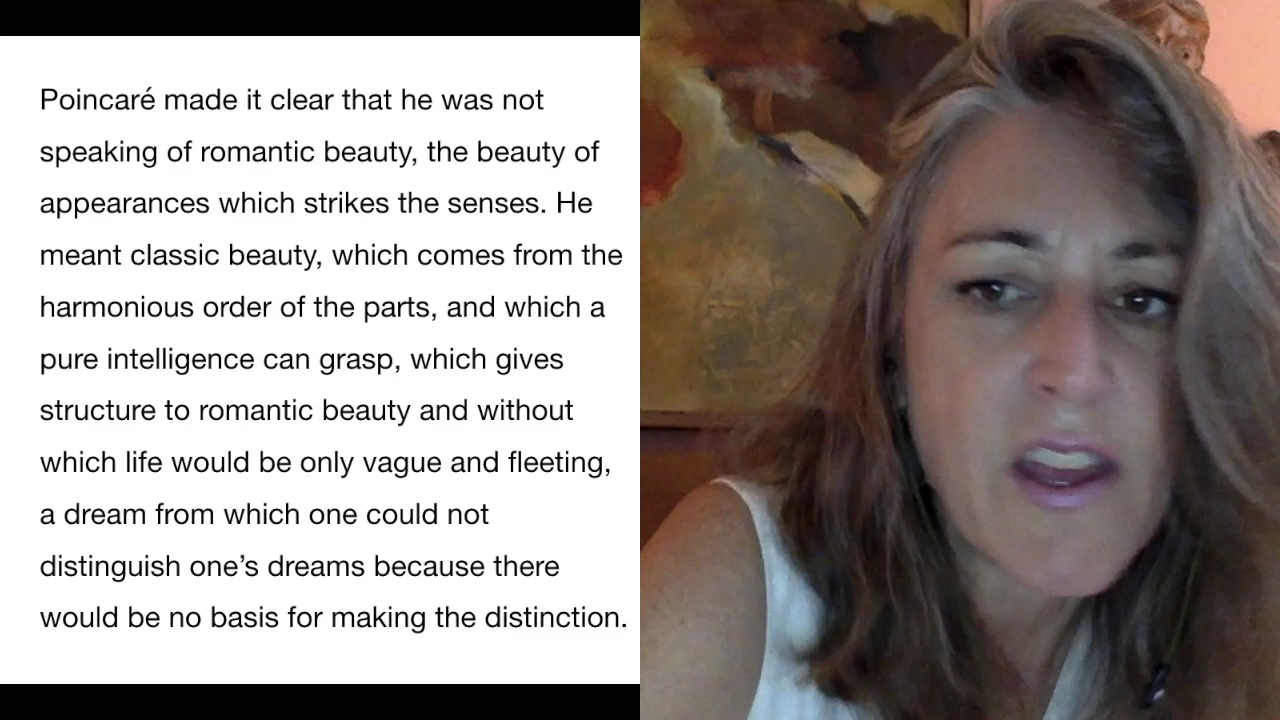 Poincaré made it clear that he was not
speaking of romantic beauty, the beauty of
appearances which strikes the senses. He
meant classic beauty, which comes from the
harmonious order of the parts, and which a
pure intelligence can grasp, which gives
structure to romantic beauty and without
which life would be only vague and fleeting,
a dream from which one could not
distinguish one’s dreams because there
would be no basis for making the distinction.